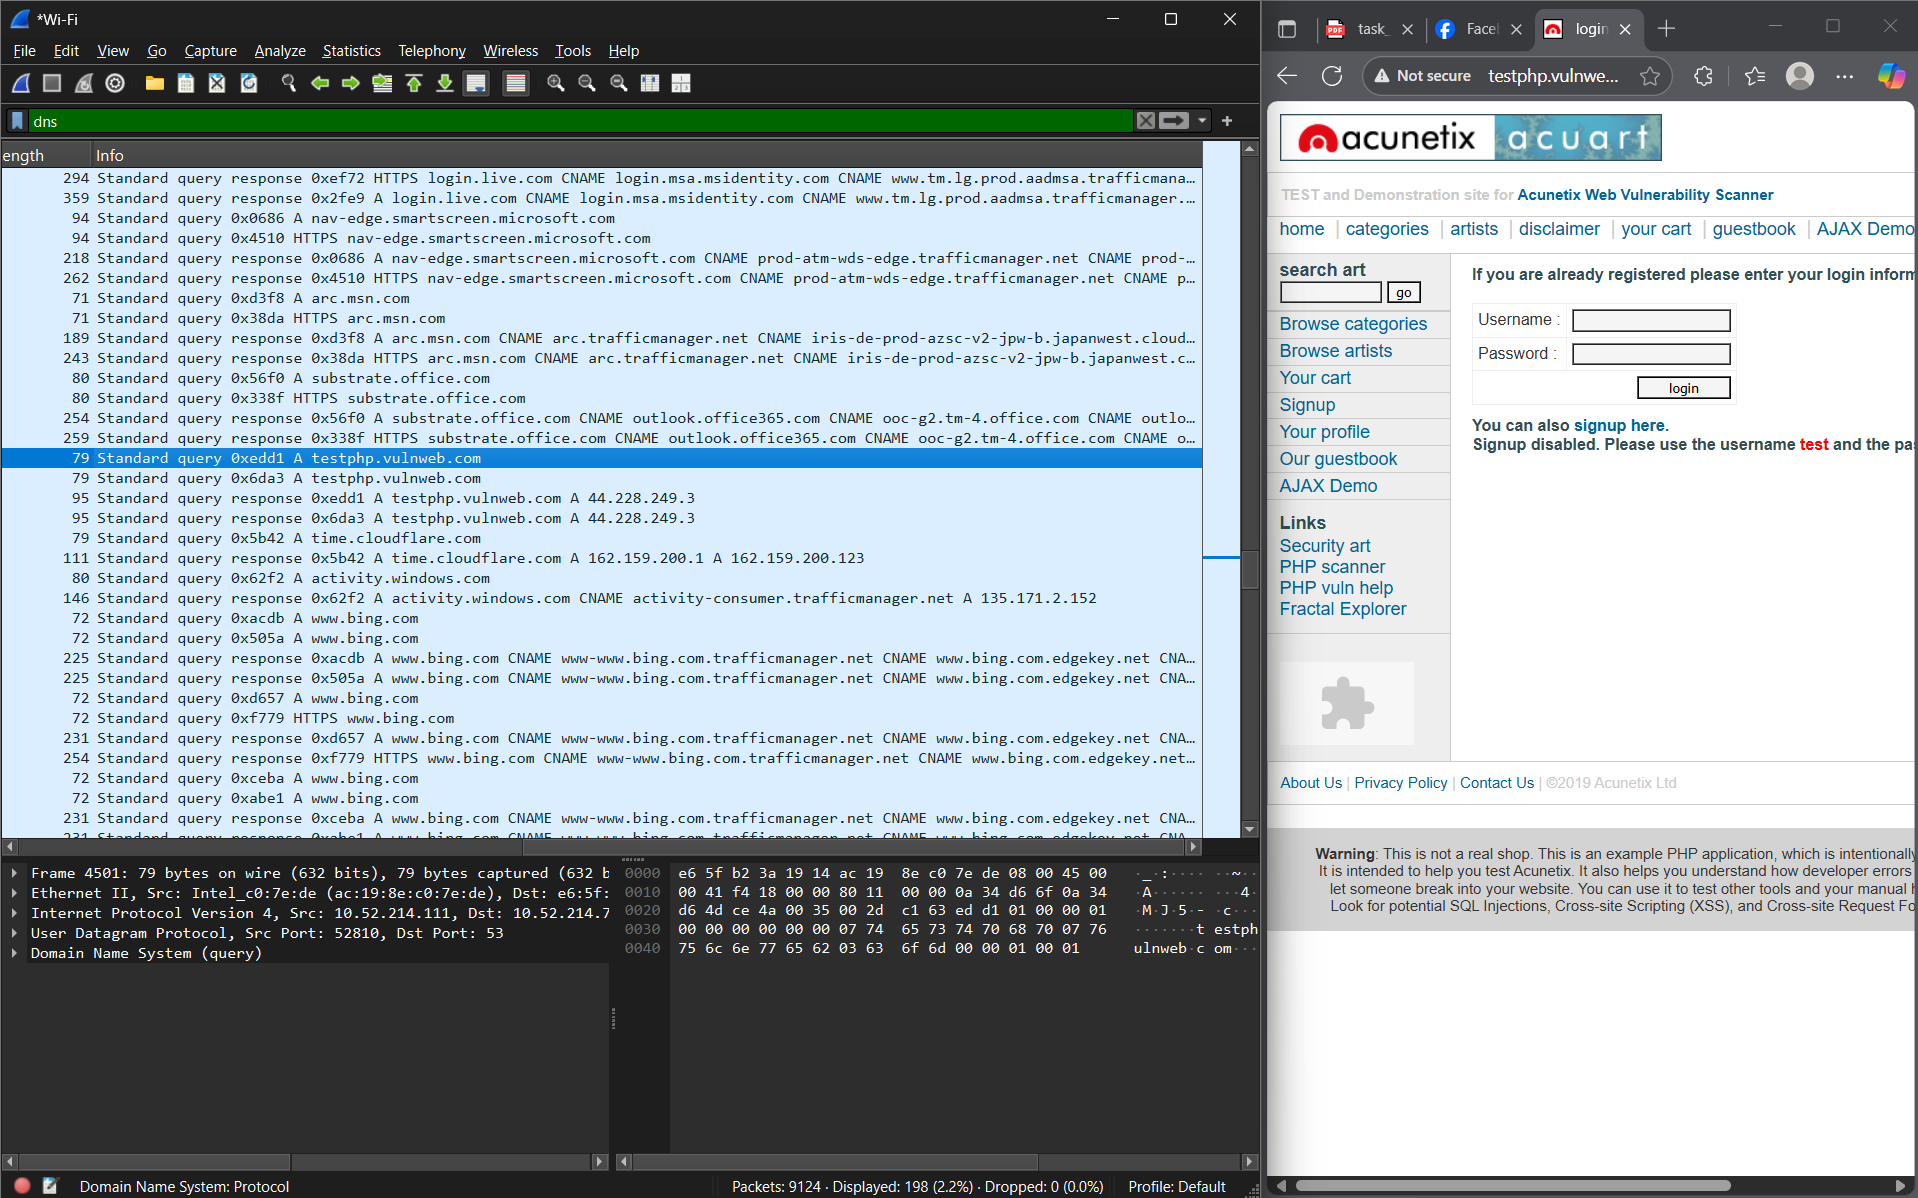 *Wi-Fi
File Edit View Go Capture Analyze Statistics Telephony Wireless Tools Help
dns
ength Info
294 Standard query response 0xef72 HTTPS login.live.com CNAME login.msa.msidentity.com CNAME www.tm.lg.prod.aadmsa.trafficmana…
359 Standard query response 0x2fe9 A login.live.com CNAME login.msa.msidentity.com CNAME www.tm.lg.prod.aadmsa.trafficmanager.…
94 Standard query 0x0686 A nav-edge.smartscreen.microsoft.com
94 Standard query 0x4510 HTTPS nav-edge.smartscreen.microsoft.com
218 Standard query response 0x0686 A nav-edge.smartscreen.microsoft.com CNAME prod-atm-wds-edge.trafficmanager.net CNAME prod-…
262 Standard query response 0x4510 HTTPS nav-edge.smartscreen.microsoft.com CNAME prod-atm-wds-edge.trafficmanager.net CNAME p…
71 Standard query 0xd3f8 A arc.msn.com
71 Standard query 0x38da HTTPS arc.msn.com
189 Standard query response 0xd3f8 A arc.msn.com CNAME arc.trafficmanager.net CNAME iris-de-prod-azsc-v2-jpw-b.japanwest.cloud…
243 Standard query response 0x38da HTTPS arc.msn.com CNAME arc.trafficmanager.net CNAME iris-de-prod-azsc-v2-jpw-b.japanwest.c…
80 Standard query 0x56f0 A substrate.office.com
80 Standard query 0x338f HTTPS substrate.office.com
254 Standard query response 0x56f0 A substrate.office.com CNAME outlook.office365.com CNAME ooc-g2.tm-4.office.com CNAME outlo…
259 Standard query response 0x338f HTTPS substrate.office.com CNAME outlook.office365.com CNAME ooc-g2.tm-4.office.com CNAME o…
79 Standard query 0xedd1 A testphp.vulnweb.com
79 Standard query 0x6da3 A testphp.vulnweb.com
95 Standard query response 0xedd1 A testphp.vulnweb.com A 44.228.249.3
95 Standard query response 0x6da3 A testphp.vulnweb.com A 44.228.249.3
79 Standard query 0x5b42 A time.cloudflare.com
111 Standard query response 0x5b42 A time.cloudflare.com A 162.159.200.1 A 162.159.200.123
80 Standard query 0x62f2 A activity.windows.com
146 Standard query response 0x62f2 A activity.windows.com CNAME activity-consumer.trafficmanager.net A 135.171.2.152
72 Standard query 0xacdb A www.bing.com
72 Standard query 0x505a A www.bing.com
225 Standard query response 0xacdb A www.bing.com CNAME www-www.bing.com.trafficmanager.net CNAME www.bing.com.edgekey.net CNA…
225 Standard query response 0x505a A www.bing.com CNAME www-www.bing.com.trafficmanager.net CNAME www.bing.com.edgekey.net CNA…
72 Standard query 0xd657 A www.bing.com
72 Standard query 0xf779 HTTPS www.bing.com
231 Standard query response 0xd657 A www.bing.com CNAME www-www.bing.com.trafficmanager.net CNAME www.bing.com.edgekey.net CNA…
254 Standard query response 0xf779 HTTPS www.bing.com CNAME www-www.bing.com.trafficmanager.net CNAME www.bing.com.edgekey.net…
72 Standard query 0xceba A www.bing.com
72 Standard query 0xabe1 A www.bing.com
231 Standard query response 0xceba A www.bing.com CNAME www-www.bing.com.trafficmanager.net CNAME www.bing.com.edgekey.net CNA…
231 Standard query response 0xabe1 A www.bing.com CNAME www-www.bing.com.trafficmanager.net CNAME www.bing.com.edgekey.net CNA…
Frame 4501: 79 bytes on wire (632 bits), 79 bytes captured (632 b
Ethernet II, Src: Intel_c0:7e:de (ac:19:8e:c0:7e:de), Dst: e6:5f:
Internet Protocol Version 4, Src: 10.52.214.111, Dst: 10.52.214.7
User Datagram Protocol, Src Port: 52810, Dst Port: 53
Domain Name System (query)
0000 e6 5f b2 3a 19 14 ac 19 8e c0 7e de 08 00 45 00 ·_·:···· ··~···
0010 00 41 f4 18 00 00 80 11 00 00 0a 34 d6 6f 0a 34 ·A······ ···4·
0020 d6 4d ce 4a 00 35 00 2d c1 63 ed d1 01 00 00 01 ·M·J·5·- ·c····
0030 00 00 00 00 00 00 07 74 65 73 74 70 68 70 07 76 ·······t estph
0040 75 6c 6e 77 65 62 03 63 6f 6d 00 00 01 00 01 ulnweb·c om····
Domain Name System: Protocol
Packets: 9124 · Displayed: 198 (2.2%) · Dropped: 0 (0.0%)
Profile: Default
PDF task_
Facel
login
Not secure testphp.vulnwe...
acunetix acuart
TEST and Demonstration site for Acunetix Web Vulnerability Scanner
home | categories | artists | disclaimer | your cart | guestbook | AJAX Demo
search art
go
Browse categories
Browse artists
Your cart
Signup
Your profile
Our guestbook
AJAX Demo
Links
Security art
PHP scanner
PHP vuln help
Fractal Explorer
If you are already registered please enter your login inforn
Username :
Password :
login
You can also signup here.
Signup disabled. Please use the username test and the pa
About Us | Privacy Policy | Contact Us | ©2019 Acunetix Ltd
Warning: This is not a real shop. This is an example PHP application, which is intentionally
It is intended to help you test Acunetix. It also helps you understand how developer errors
let someone break into your website. You can use it to test other tools and your manual
Look for potential SQL Injections, Cross-site Scripting (XSS), and Cross-site Request Fo